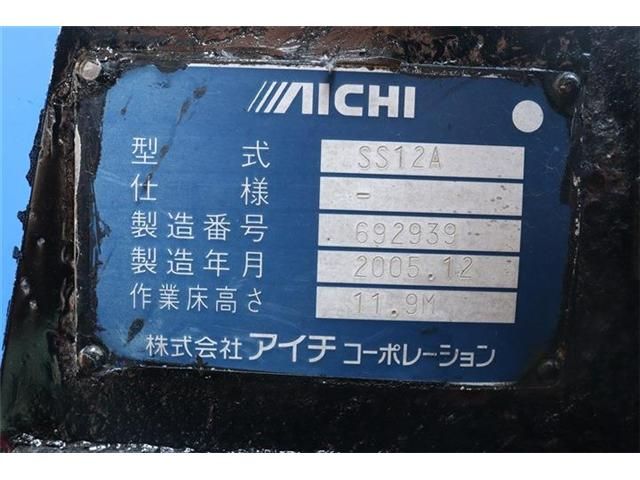 AICHI
型式 SS12A
仕様 -
製造番号 692939
製造年月 2005.12
作業床高さ 11.9M
株式会社 アイチ コーポレーション